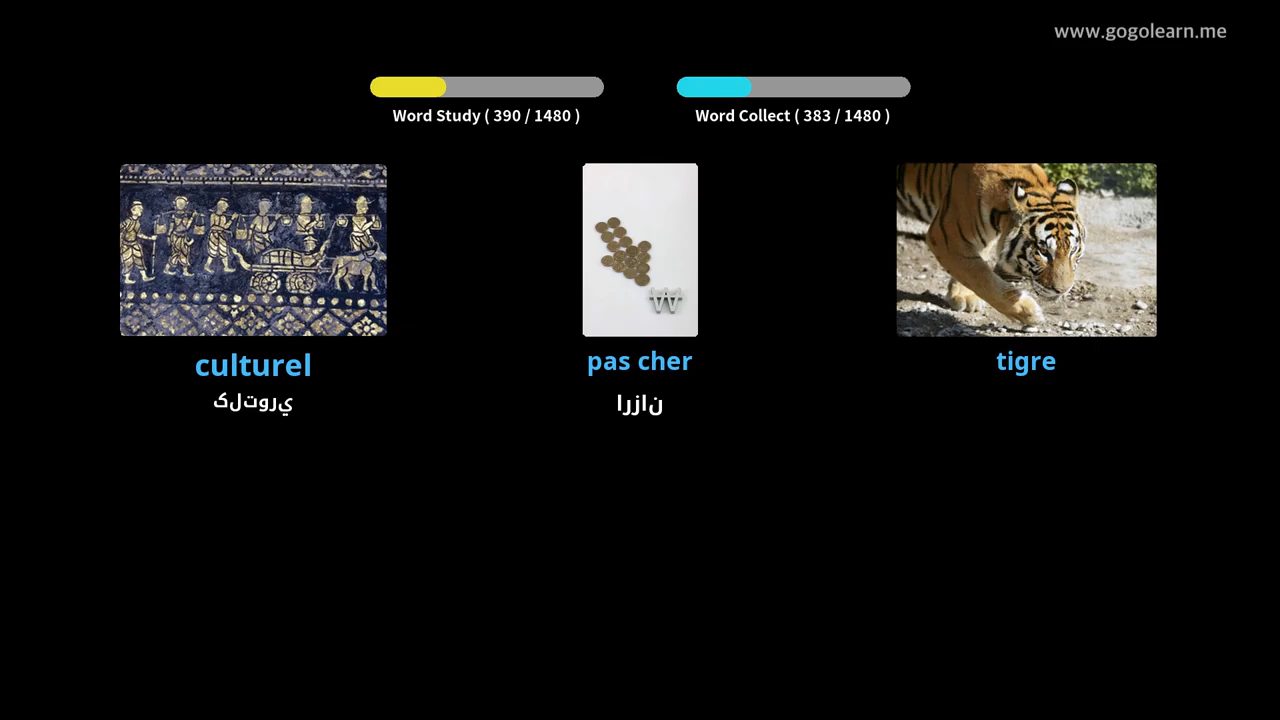 www.gogolearn.me
Word Study ( 390 / 1480 )
Word Collect ( 383 / 1480 )
culturel
pas cher
tigre
کلتوري
ارزان